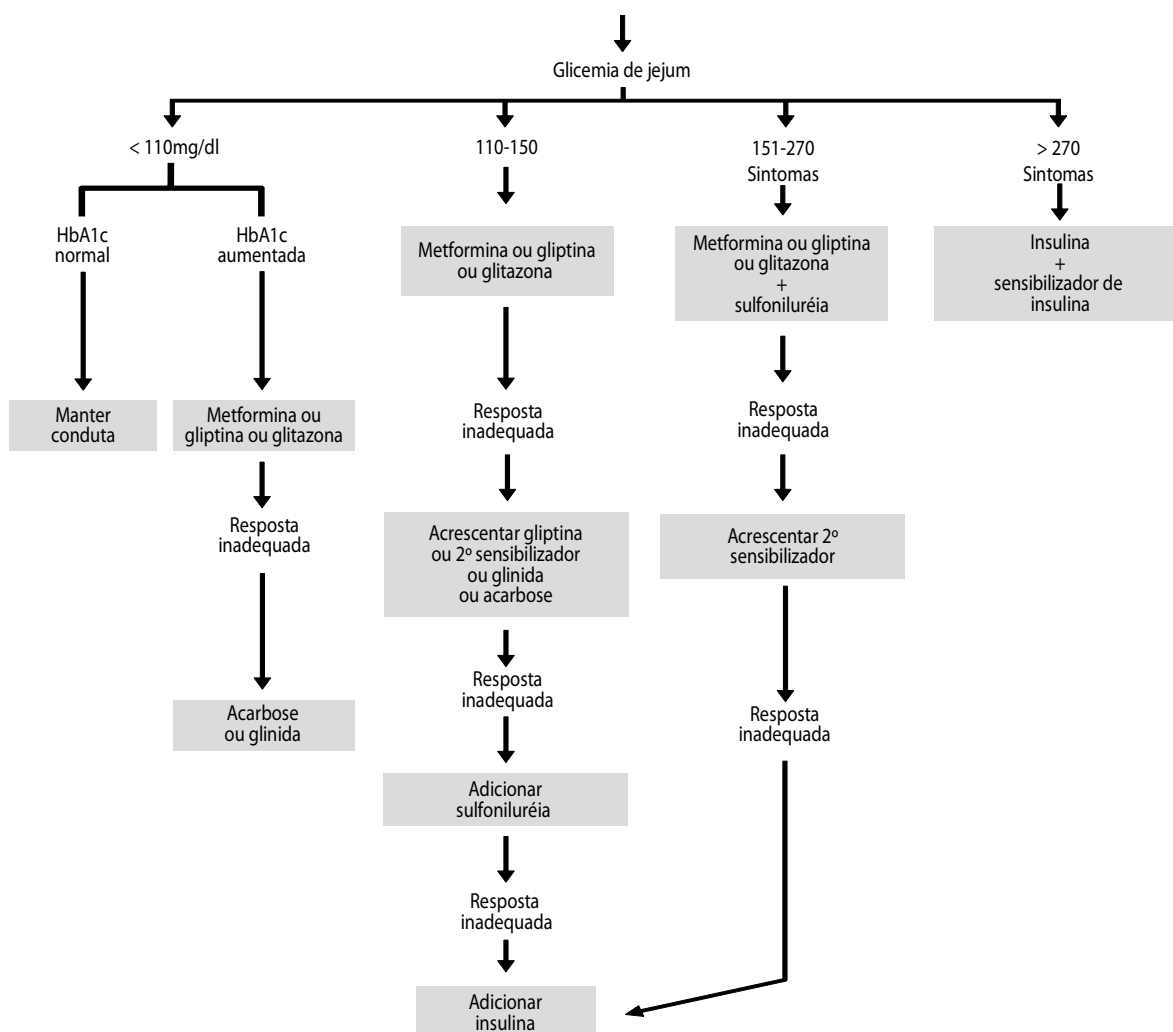 Glicemia de jejum
< 110mg/dl
110-150
151-270
Sintomas
> 270
Sintomas
HbA1c
normal
HbA1c
aumentada
Metformina ou gliptina
ou glitazona
Metformina ou gliptina
ou glitazona
+
sulfoniluréia
Insulina
+
sensibilizador de
insulina
Manter
conduta
Metformina ou
gliptina ou glitazona
Resposta
inadequada
Resposta
inadequada
Resposta
inadequada
Acrescentar gliptina
ou 2º sensibilizador
ou glinida
ou acarbose
Acrescentar 2º
sensibilizador
Acarbose
ou glinida
Resposta
inadequada
Resposta
inadequada
Adicionar
sulfoniluréia
Resposta
inadequada
Adicionar
insulina